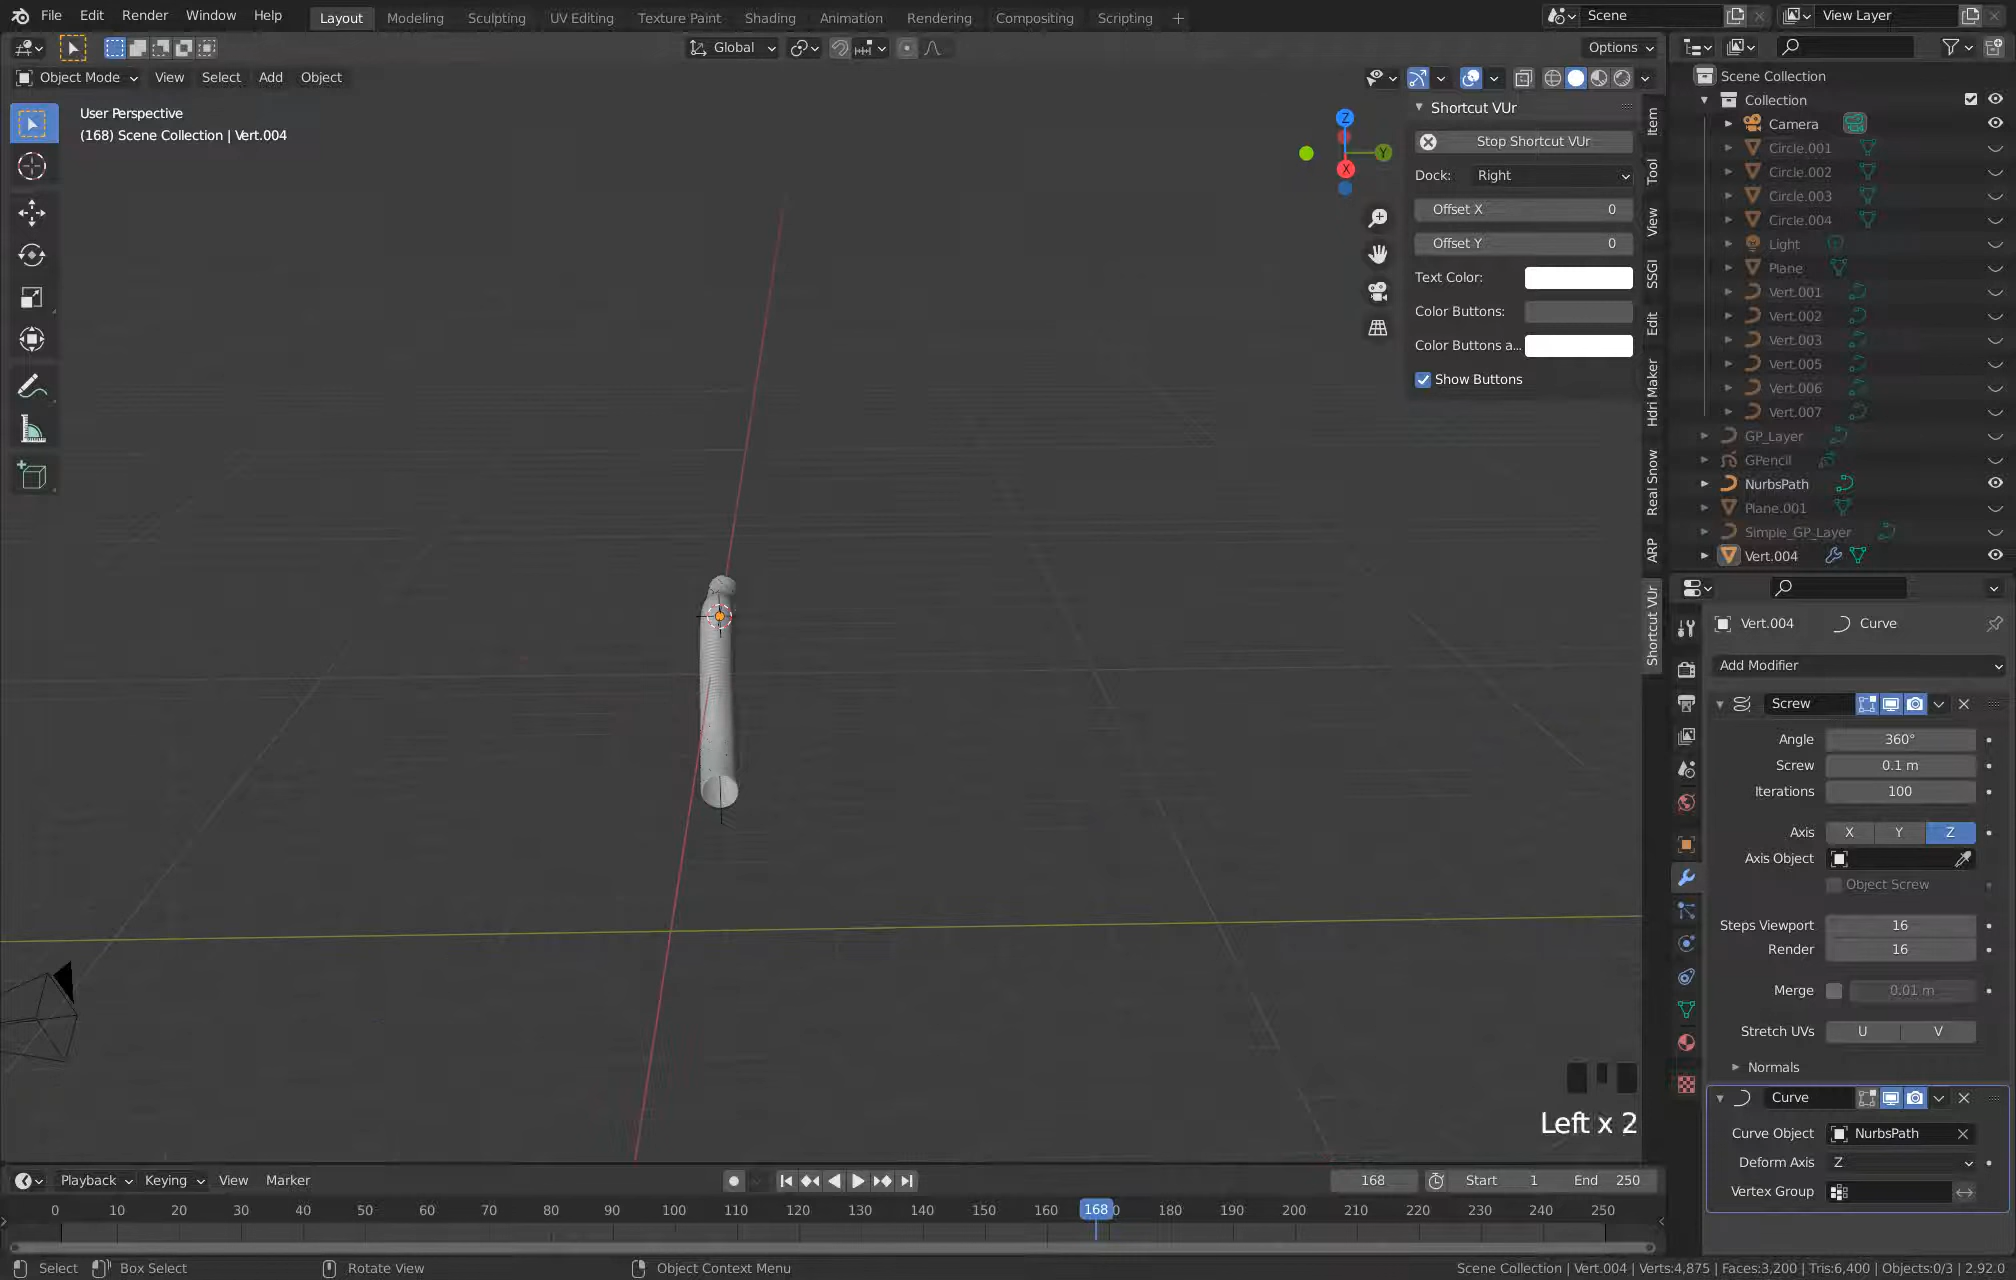 File Edit Render Window Help Layout Modeling Sculpting UV Editing Texture Paint Shading Animation Rendering Compositing Scripting Scene View Layer
Global Options
Object Mode View Select Add Object
User Perspective
(168) Scene Collection | Vert.004
Z
Y
X
Shortcut VUr
Stop Shortcut VUr
Dock: Right
Offset X 0
Offset Y 0
Text Color:
Color Buttons:
Color Buttons a...
Show Buttons
Item
Tool
View
SSGI
Edit
Hdri Maker
Real Snow
ARP
Shortcut VUr
Scene Collection
Collection
Camera
Circle.001
Circle.002
Circle.003
Circle.004
Light
Plane
Vert.001
Vert.002
Vert.003
Vert.005
Vert.006
Vert.007
GP_Layer
GPencil
NurbsPath
Plane.001
Simple_GP_Layer
Vert.004
Vert.004 Curve
Add Modifier
Screw
Angle 360°
Screw 0.1 m
Iterations 100
Axis X Y Z
Axis Object
Object Screw
Steps Viewport 16
Render 16
Merge 0.01 m
Stretch UVs U V
Normals
Curve
Curve Object NurbsPath
Deform Axis Z
Vertex Group
Left x 2
Playback Keying View Marker 168 Start 1 End 250
0 10 20 30 40 50 60 70 80 90 100 110 120 130 140 150 160 168 0 180 190 200 210 220 230 240 250
Select Box Select Rotate View Object Context Menu Scene Collection | Vert.004 | Verts:4,875 | Faces:3,200 | Tris:6,400 | Objects:0/3 | 2.92.0